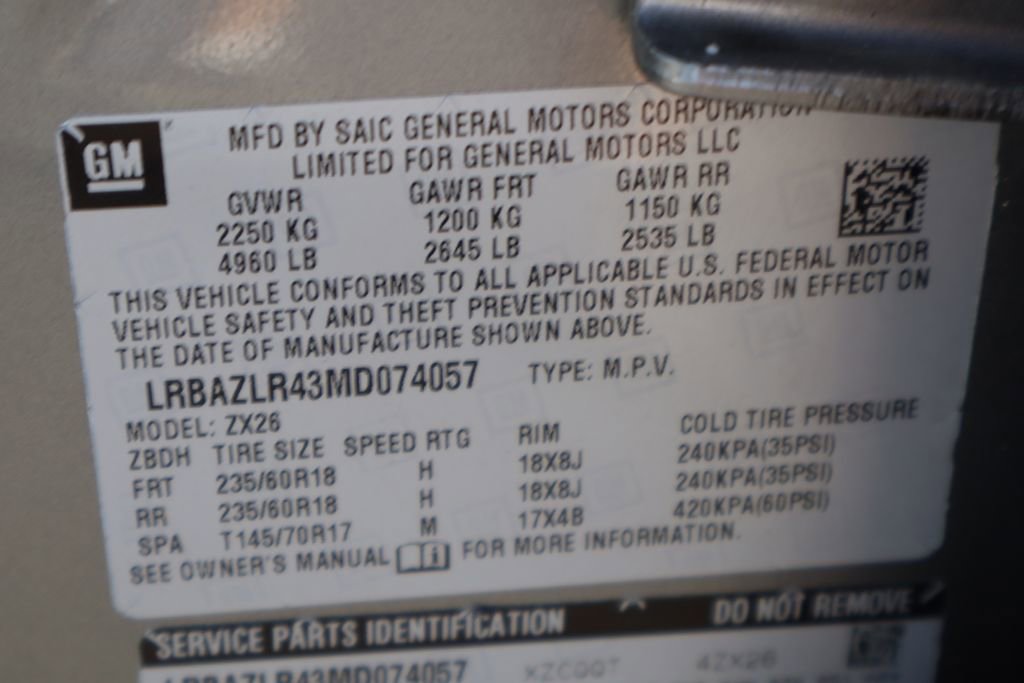 GM
MFD BY SAIC GENERAL MOTORS CORPORATION
LIMITED FOR GENERAL MOTORS LLC
GVWR GAWR FRT GAWR RR
2250 KG 1200 KG 1150 KG
4960 LB 2645 LB 2535 LB
THIS VEHICLE CONFORMS TO ALL APPLICABLE U.S. FEDERAL MOTOR
VEHICLE SAFETY AND THEFT PREVENTION STANDARDS IN EFFECT ON
THE DATE OF MANUFACTURE SHOWN ABOVE.
LRBAZLR43MD074057 TYPE: M.P.V.
MODEL: ZX26
ZBDH TIRE SIZE SPEED RTG RIM COLD TIRE PRESSURE
FRT 235/60R18 H 18X8J 240KPA(35PSI)
RR 235/60R18 H 18X8J 240KPA(35PSI)
SPA T145/70R17 M 17X4B 420KPA(60PSI)
SEE OWNER'S MANUAL FOR MORE INFORMATION.
SERVICE PARTS IDENTIFICATION DO NOT REMOVE
LRBAZLR43MD074057 4ZX26